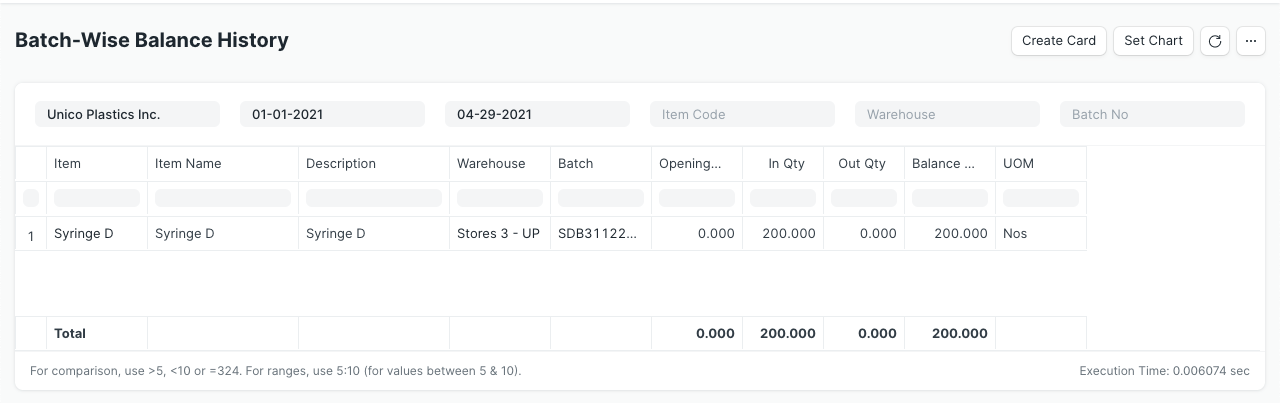 Batch-Wise Balance History
Create Card Set Chart ...
Unico Plastics Inc. 01-01-2021 04-29-2021 Item Code Warehouse Batch No
Item Item Name Description Warehouse Batch Opening... In Qty Out Qty Balance ... UOM
1 Syringe D Syringe D Syringe D Stores 3 - UP SDB31122... 0.000 200.000 0.000 200.000 Nos
Total 0.000 200.000 0.000 200.000
For comparison, use >5, <10 or =324. For ranges, use 5:10 (for values between 5 & 10). Execution Time: 0.006074 sec